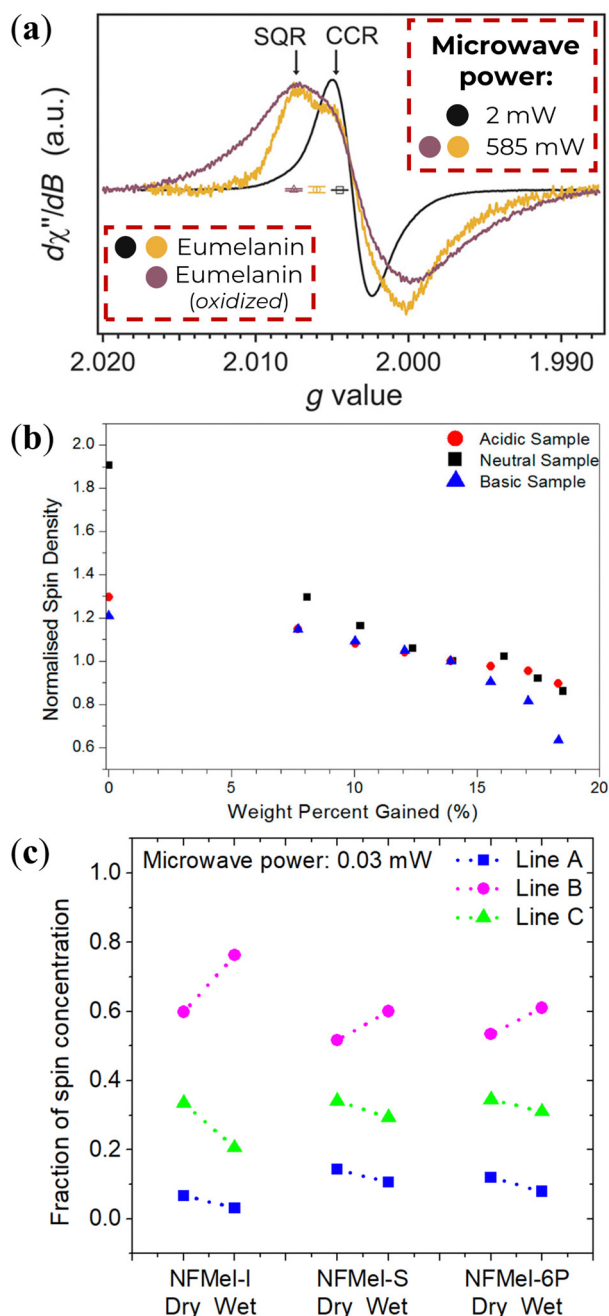 (a)
SQR CCR
Microwave
power:
2 mW
585 mW
Eumelanin
Eumelanin
(oxidized)
dχ"/dB (a.u.)
2.020 2.010 2.000 1.990
g value
(b)
2.0
1.8
1.6
1.4
1.2
1.0
0.8
0.6
Normalised Spin Density
Acidic Sample
Neutral Sample
Basic Sample
0 5 10 15 20
Weight Percent Gained (%)
(c)
Microwave power: 0.03 mW
Line A
Line B
Line C
1.0
0.8
0.6
0.4
0.2
0.0
Fraction of spin concentration
NFMel-I NFMel-S NFMel-6P
Dry Wet Dry Wet Dry Wet